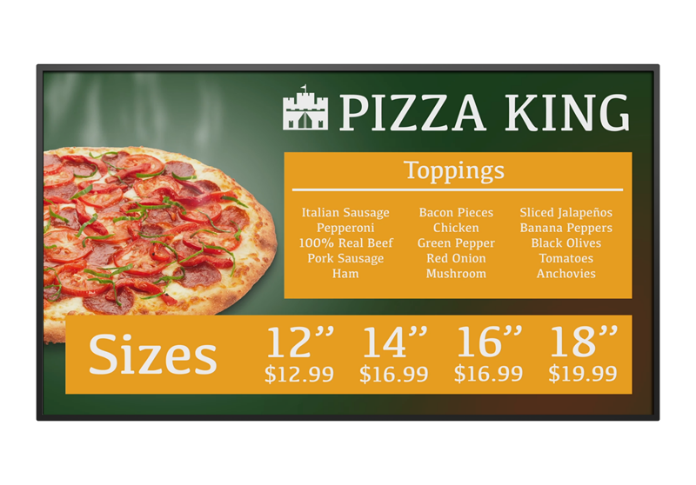 PIZZA KING
Toppings
Italian Sausage
Pepperoni
100% Real Beef
Pork Sausage
Ham
Bacon Pieces
Chicken
Green Pepper
Red Onion
Mushroom
Sliced Jalapeños
Banana Peppers
Black Olives
Tomatoes
Anchovies
Sizes
12” 14” 16” 18”
$12.99 $16.99 $16.99 $19.99